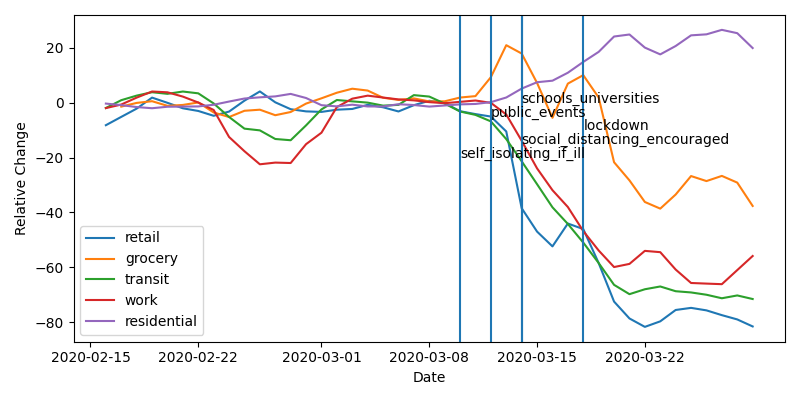 20
0
−20
−40
−60
−80
Relative Change
schools_universities
public_events
lockdown
social_distancing_encouraged
self_isolating_if_ill
retail
grocery
transit
work
residential
2020-02-15
2020-02-22
2020-03-01
2020-03-08
2020-03-15
2020-03-22
Date